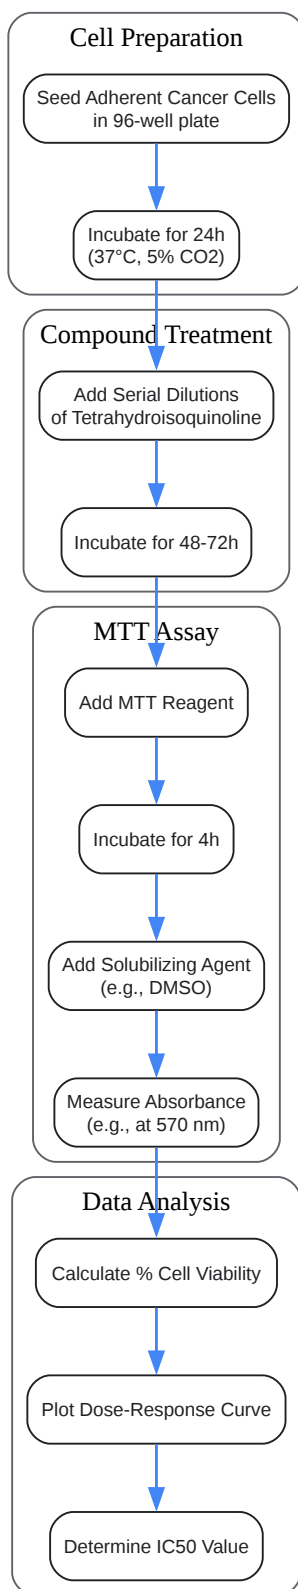 Cell Preparation
Seed Adherent Cancer Cells
in 96-well plate
Incubate for 24h
(37°C, 5% CO2)
Compound Treatment
Add Serial Dilutions
of Tetrahydroisoquinoline
Incubate for 48-72h
MTT Assay
Add MTT Reagent
Incubate for 4h
Add Solubilizing Agent
(e.g., DMSO)
Measure Absorbance
(e.g., at 570 nm)
Data Analysis
Calculate % Cell Viability
Plot Dose-Response Curve
Determine IC50 Value